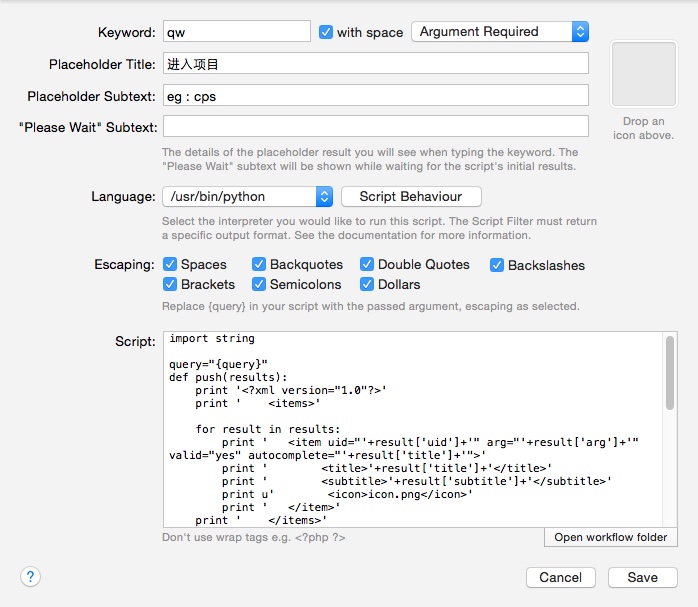 Keyword: qw with space Argument Required
Placeholder Title: 进入项目
Placeholder Subtext: eg : cps
"Please Wait" Subtext:
Drop an
icon above.
The details of the placeholder result you will see when typing the keyword. The
"Please Wait" subtext will be shown while waiting for the script's initial results.
Language: /usr/bin/python Script Behaviour
Select the interpreter you would like to run this script. The Script Filter must return
a specific output format. See the documentation for more information.
Escaping: Spaces Backquotes Double Quotes Backslashes
Brackets Semicolons Dollars
Replace {query} in your script with the passed argument, escaping as selected.
Script: import string
query="{query}"
def push(results):
    print '<?xml version="1.0"?>'
    print '    <items>'
    for result in results:
        print '   <item uid="'+result['uid']+'" arg="'+result['arg']+'"
valid="yes" autocomplete="'+result['title']+'">'
        print '        <title>'+result['title']+'</title>'
        print '        <subtitle>'+result['subtitle']+'</subtitle>'
        print u'        <icon>icon.png</icon>'
        print '   </item>'
    print '    </items>'
Don't use wrap tags e.g. <?php ?>
Open workflow folder
? Cancel Save